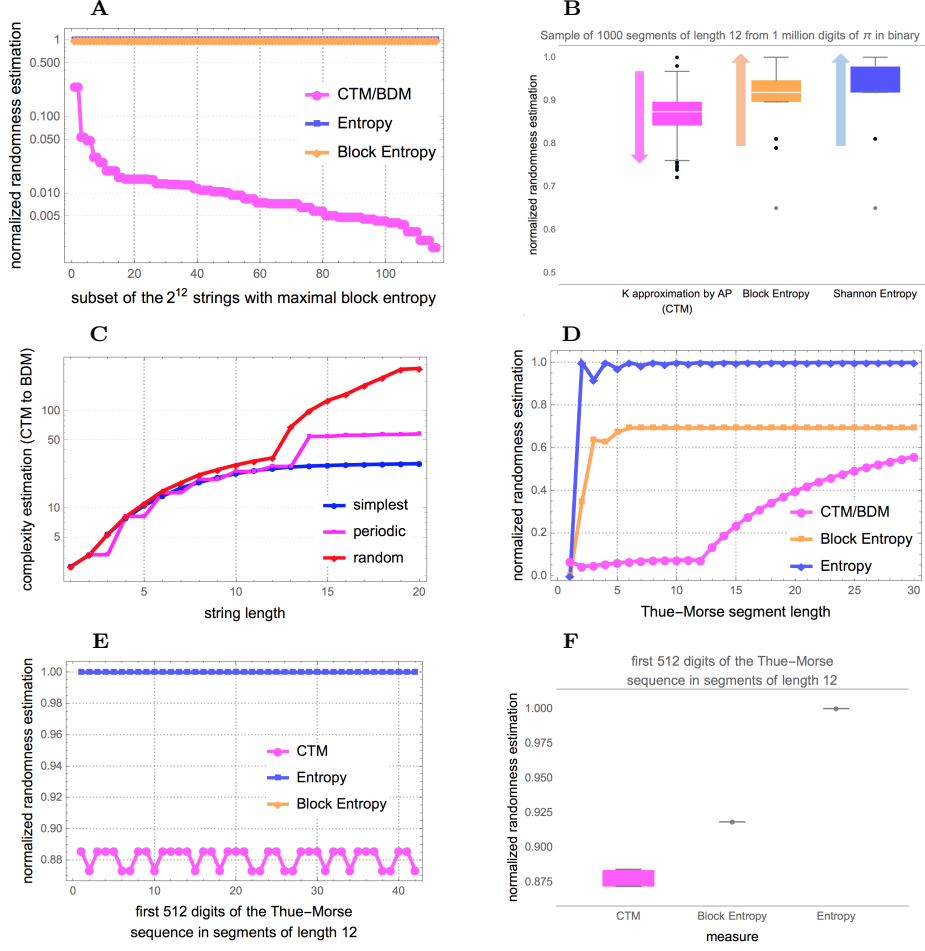 A
normalized randomness estimation
1
0.500
0.100
0.050
0.010
0.005
CTM/BDM
Entropy
Block Entropy
0 20 40 60 80 100
subset of the 2^12 strings with maximal block entropy
B
Sample of 1000 segments of length 12 from 1 million digits of π in binary
normalized randomness estimation
1.0
0.9
0.8
0.7
0.6
0.5
K approximation by AP
(CTM)
Block Entropy
Shannon Entropy
C
complexity estimation (CTM to BDM)
100
50
10
5
simplest
periodic
random
5 10 15 20
string length
D
normalized randomness estimation
1.0
0.8
0.6
0.4
0.2
0.0
CTM/BDM
Block Entropy
Entropy
0 5 10 15 20 25 30
Thue−Morse segment length
E
normalized randomness estimation
1.00
0.98
0.96
0.94
0.92
0.90
0.88
CTM
Entropy
Block Entropy
0 10 20 30 40
first 512 digits of the Thue−Morse
sequence in segments of length 12
F
first 512 digits of the Thue−Morse
sequence in segments of length 12
normalized randomness estimation
1.000
0.975
0.950
0.925
0.900
0.875
CTM
Block Entropy
Entropy
measure